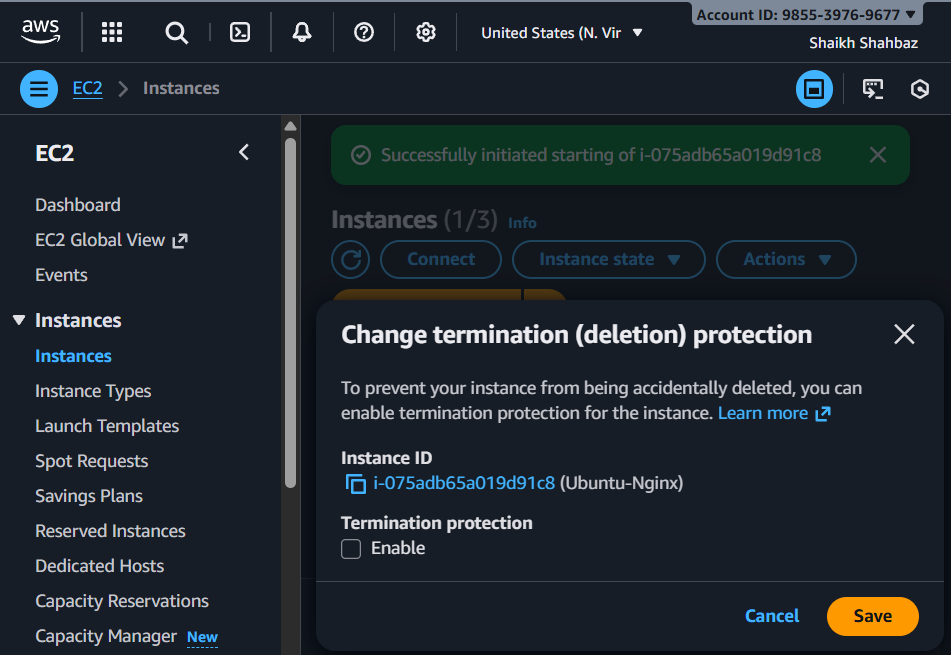 aws
United States (N. Vir
Account ID: 9855-3976-9677
Shaikh Shahbaz
EC2
Instances
EC2
Dashboard
EC2 Global View
Events
Instances
Instances
Instance Types
Launch Templates
Spot Requests
Savings Plans
Reserved Instances
Dedicated Hosts
Capacity Reservations
Capacity Manager New
Successfully initiated starting of i-075adb65a019d91c8
Instances (1/3) Info
Connect
Instance state
Actions
Change termination (deletion) protection
To prevent your instance from being accidentally deleted, you can
enable termination protection for the instance. Learn more
Instance ID
i-075adb65a019d91c8 (Ubuntu-Nginx)
Termination protection
Enable
Cancel
Save